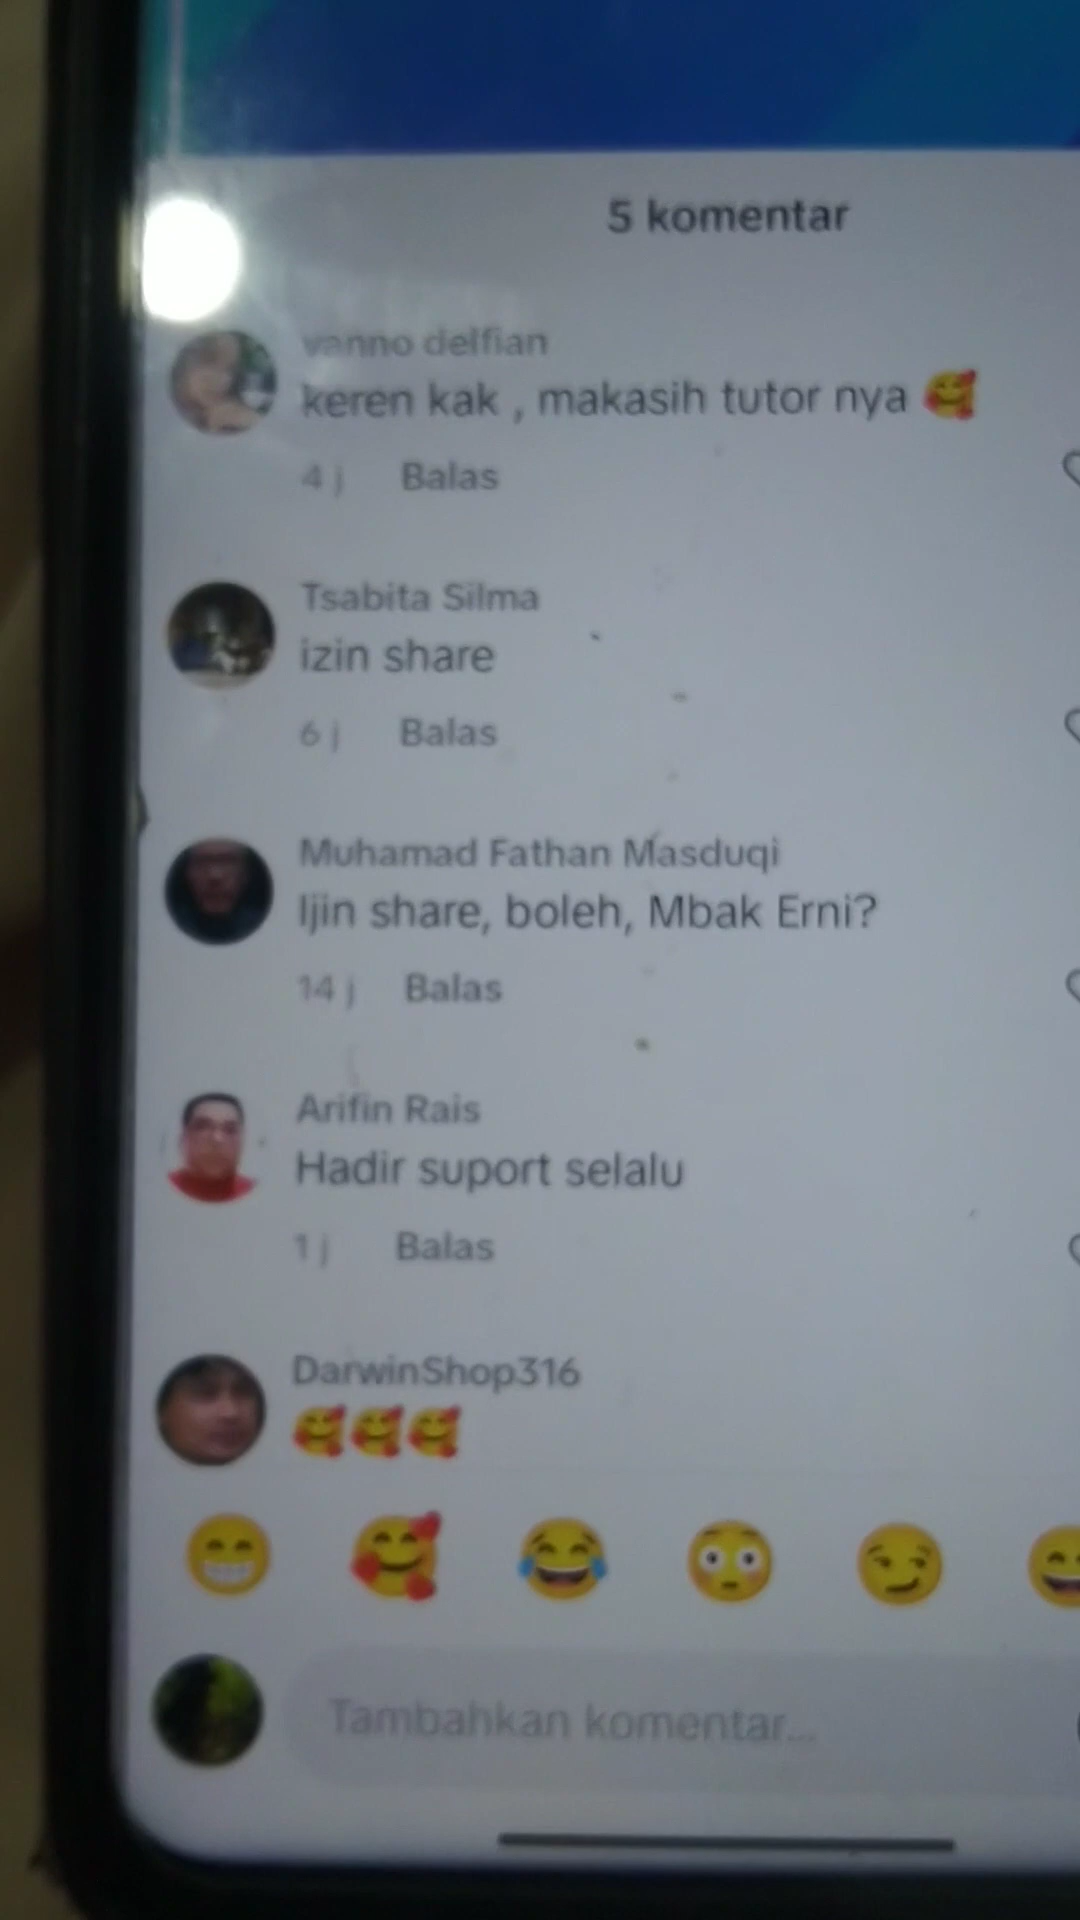 5 komentar
vanno delfian
keren kak , makasih tutor nya 🥰
4 j Balas
Tsabita Silma
izin share
6 j Balas
Muhamad Fathan Masduqi
Ijin share, boleh, Mbak Erni?
14 j Balas
Arifin Rais
Hadir suport selalu
1 j Balas
DarwinShop316
🥰🥰🥰
😁 🥰 😂 😳 😏 😅
Tambahkan komentar...